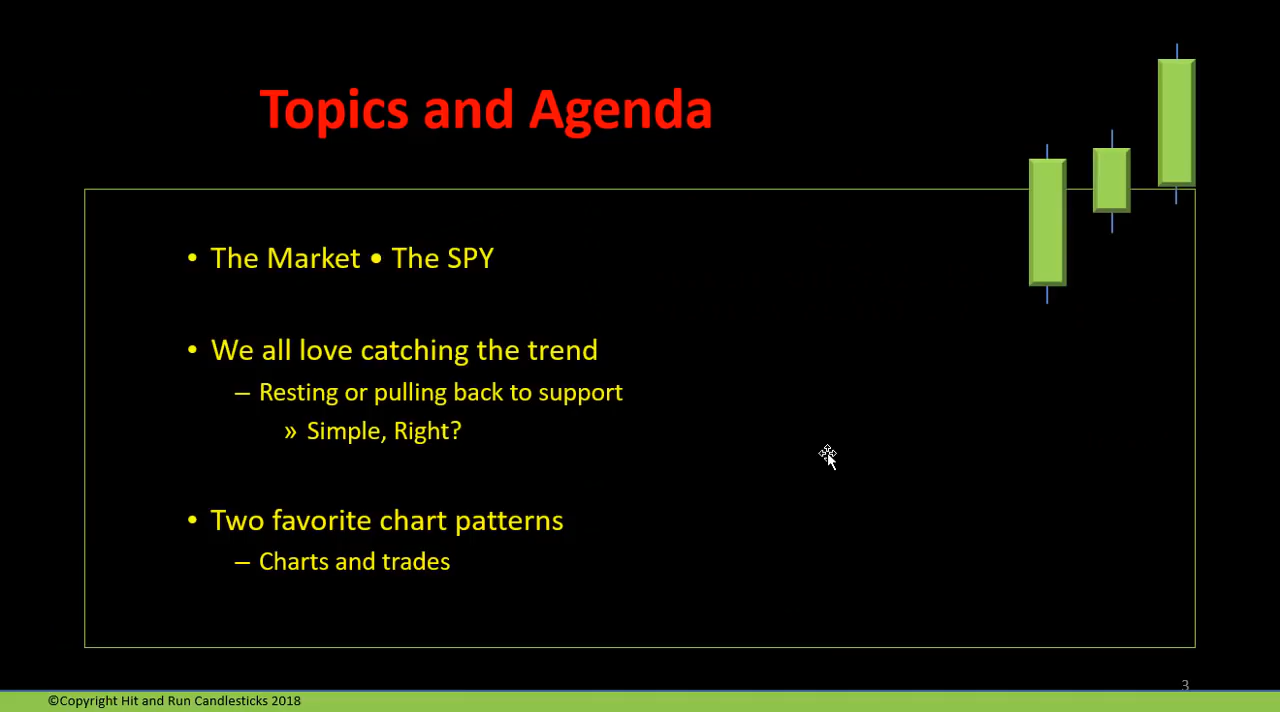 Topics and Agenda
• The Market • The SPY
• We all love catching the trend
– Resting or pulling back to support
» Simple, Right?
• Two favorite chart patterns
– Charts and trades
3
©Copyright Hit and Run Candlesticks 2018